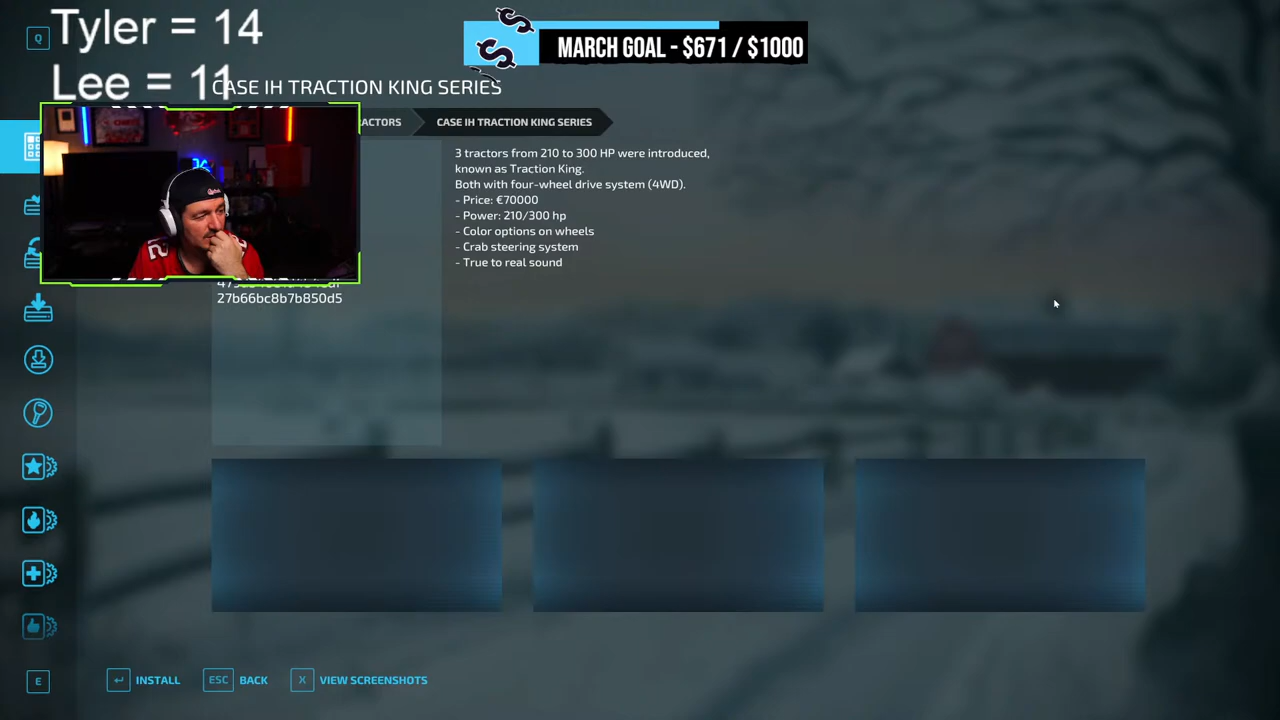 Tyler = 14
Lee = 11
Q
MARCH GOAL - $671 / $1000
CASE IH TRACTION KING SERIES
CASE IH TRACTION KING SERIES
3 tractors from 210 to 300 HP were introduced,
known as Traction King.
Both with four-wheel drive system (4WD).
- Price: €70000
- Power: 210/300 hp
- Color options on wheels
- Crab steering system
- True to real sound
27b66bc8b7b850d5
E
INSTALL
ESC BACK
X VIEW SCREENSHOTS